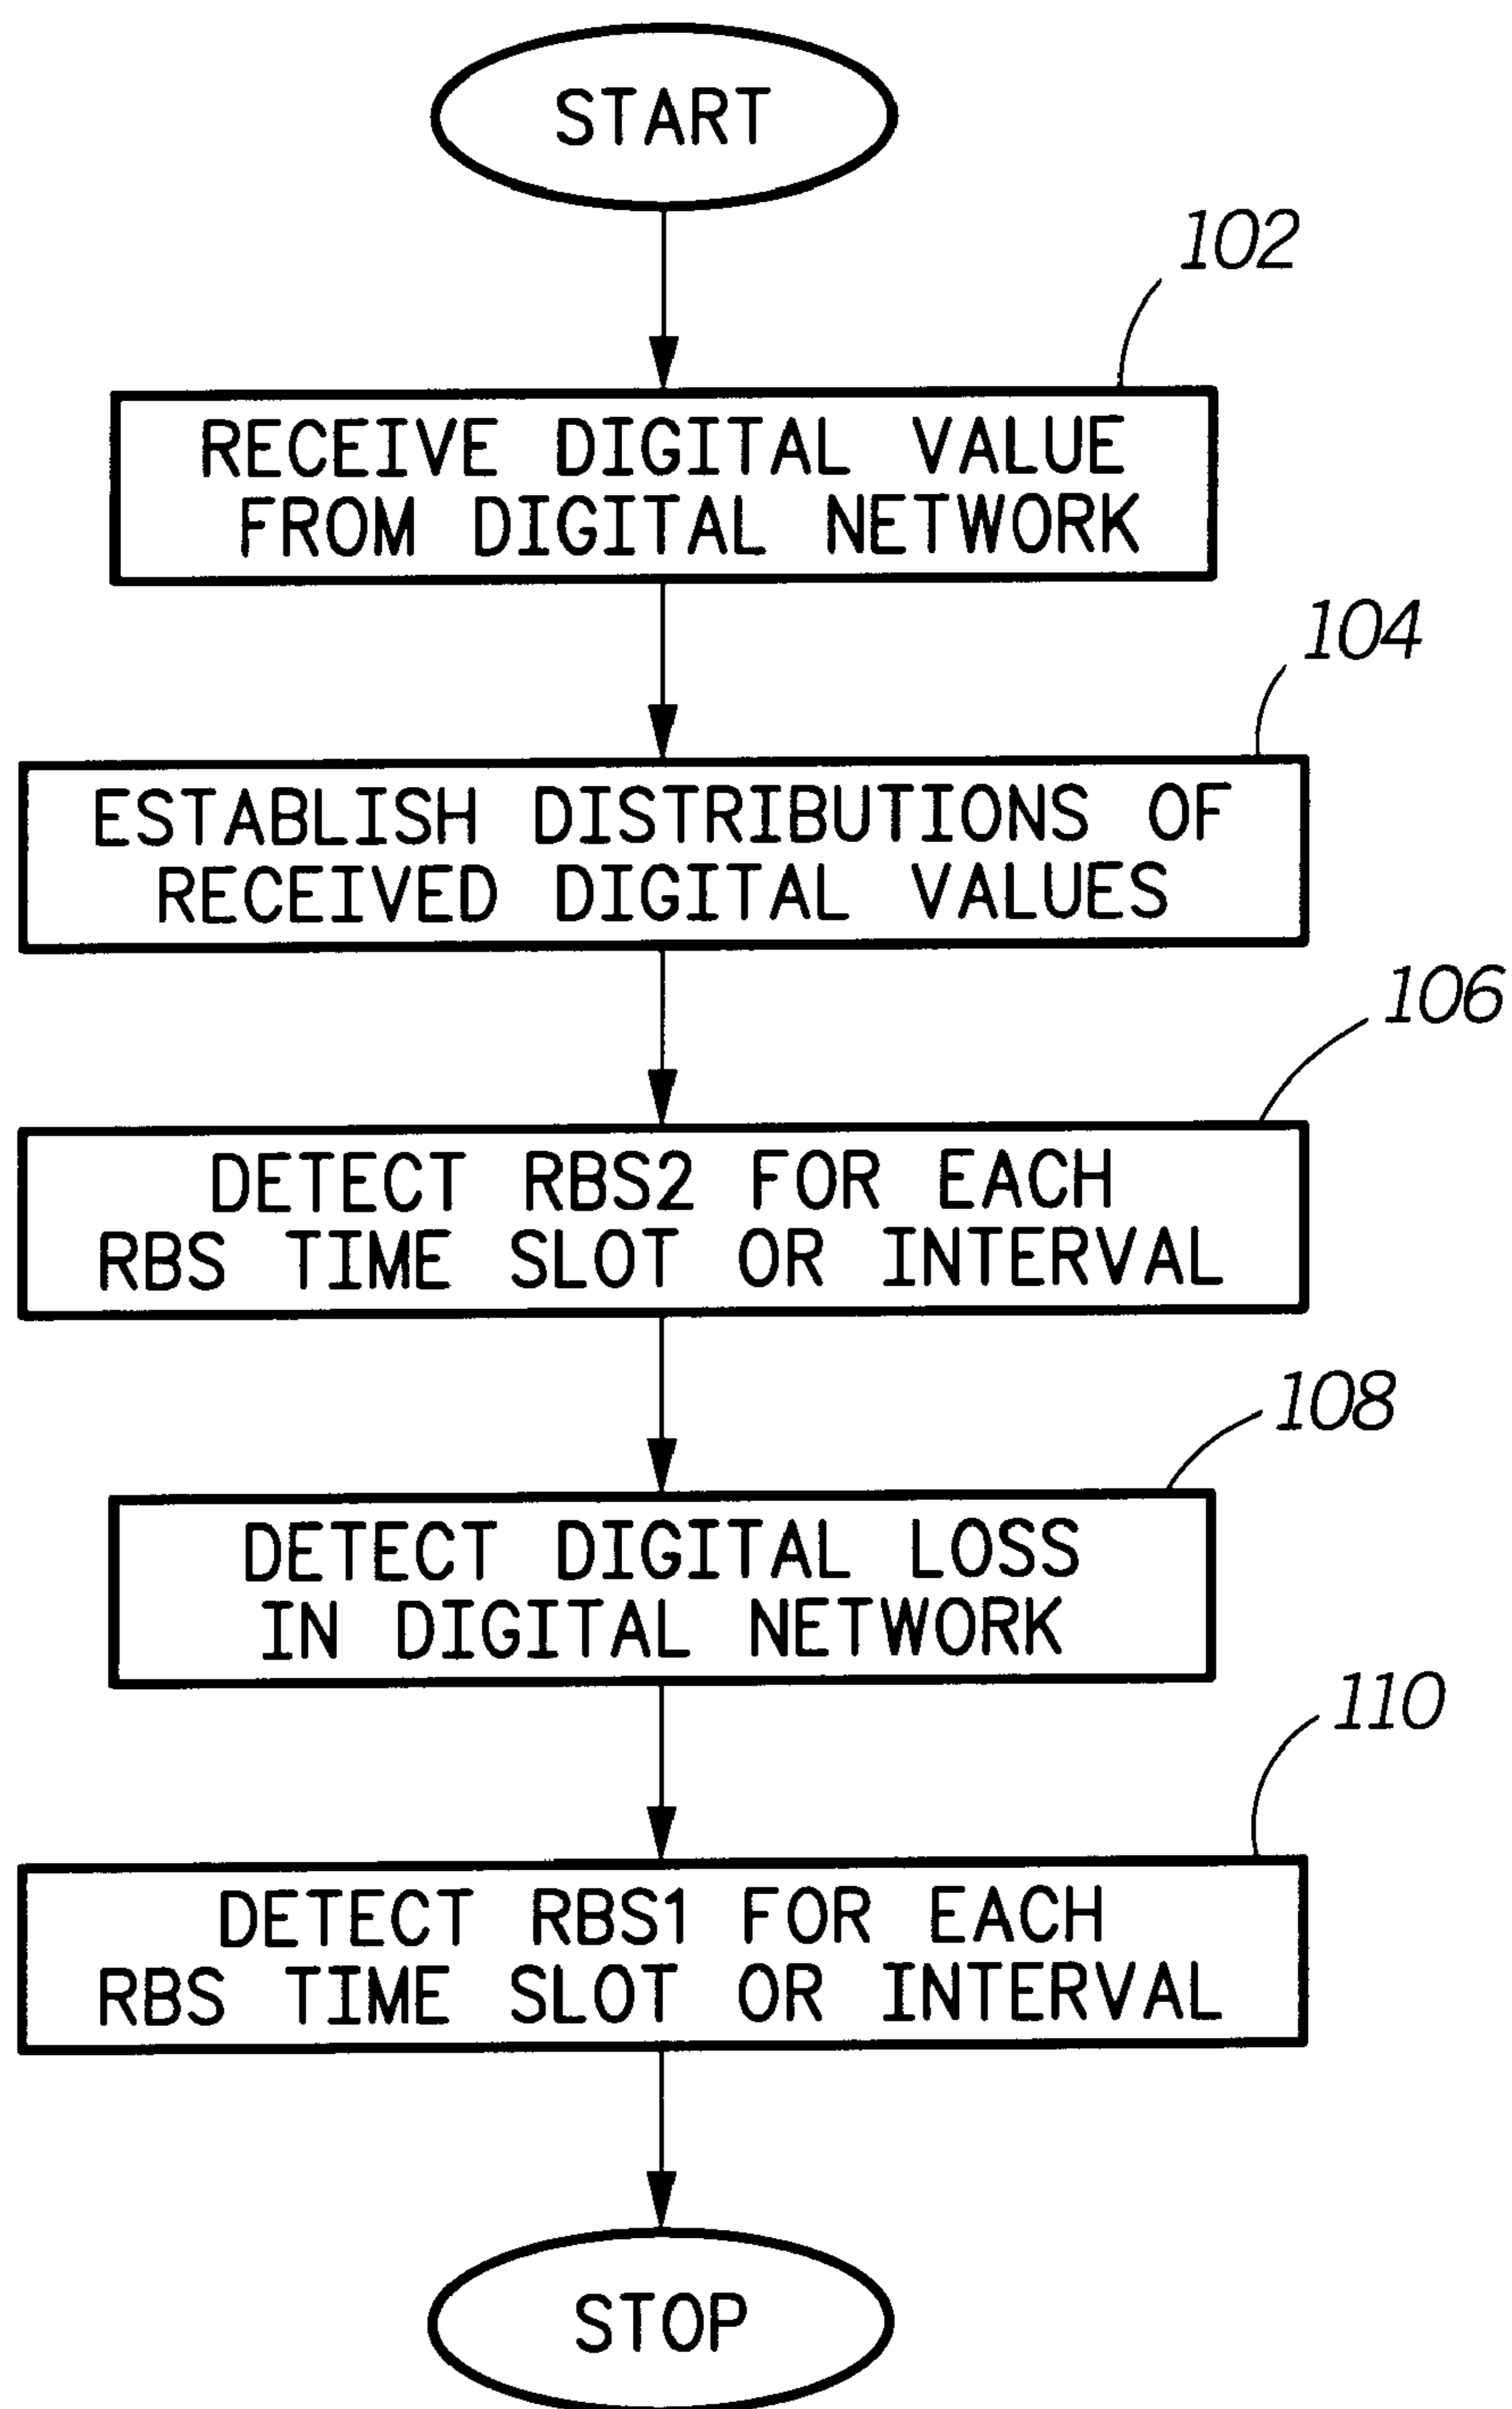 START
102
RECEIVE DIGITAL VALUE
FROM DIGITAL NETWORK
104
ESTABLISH DISTRIBUTIONS OF
RECEIVED DIGITAL VALUES
106
DETECT RBS2 FOR EACH
RBS TIME SLOT OR INTERVAL
108
DETECT DIGITAL LOSS
IN DIGITAL NETWORK
110
DETECT RBS1 FOR EACH
RBS TIME SLOT OR INTERVAL
STOP